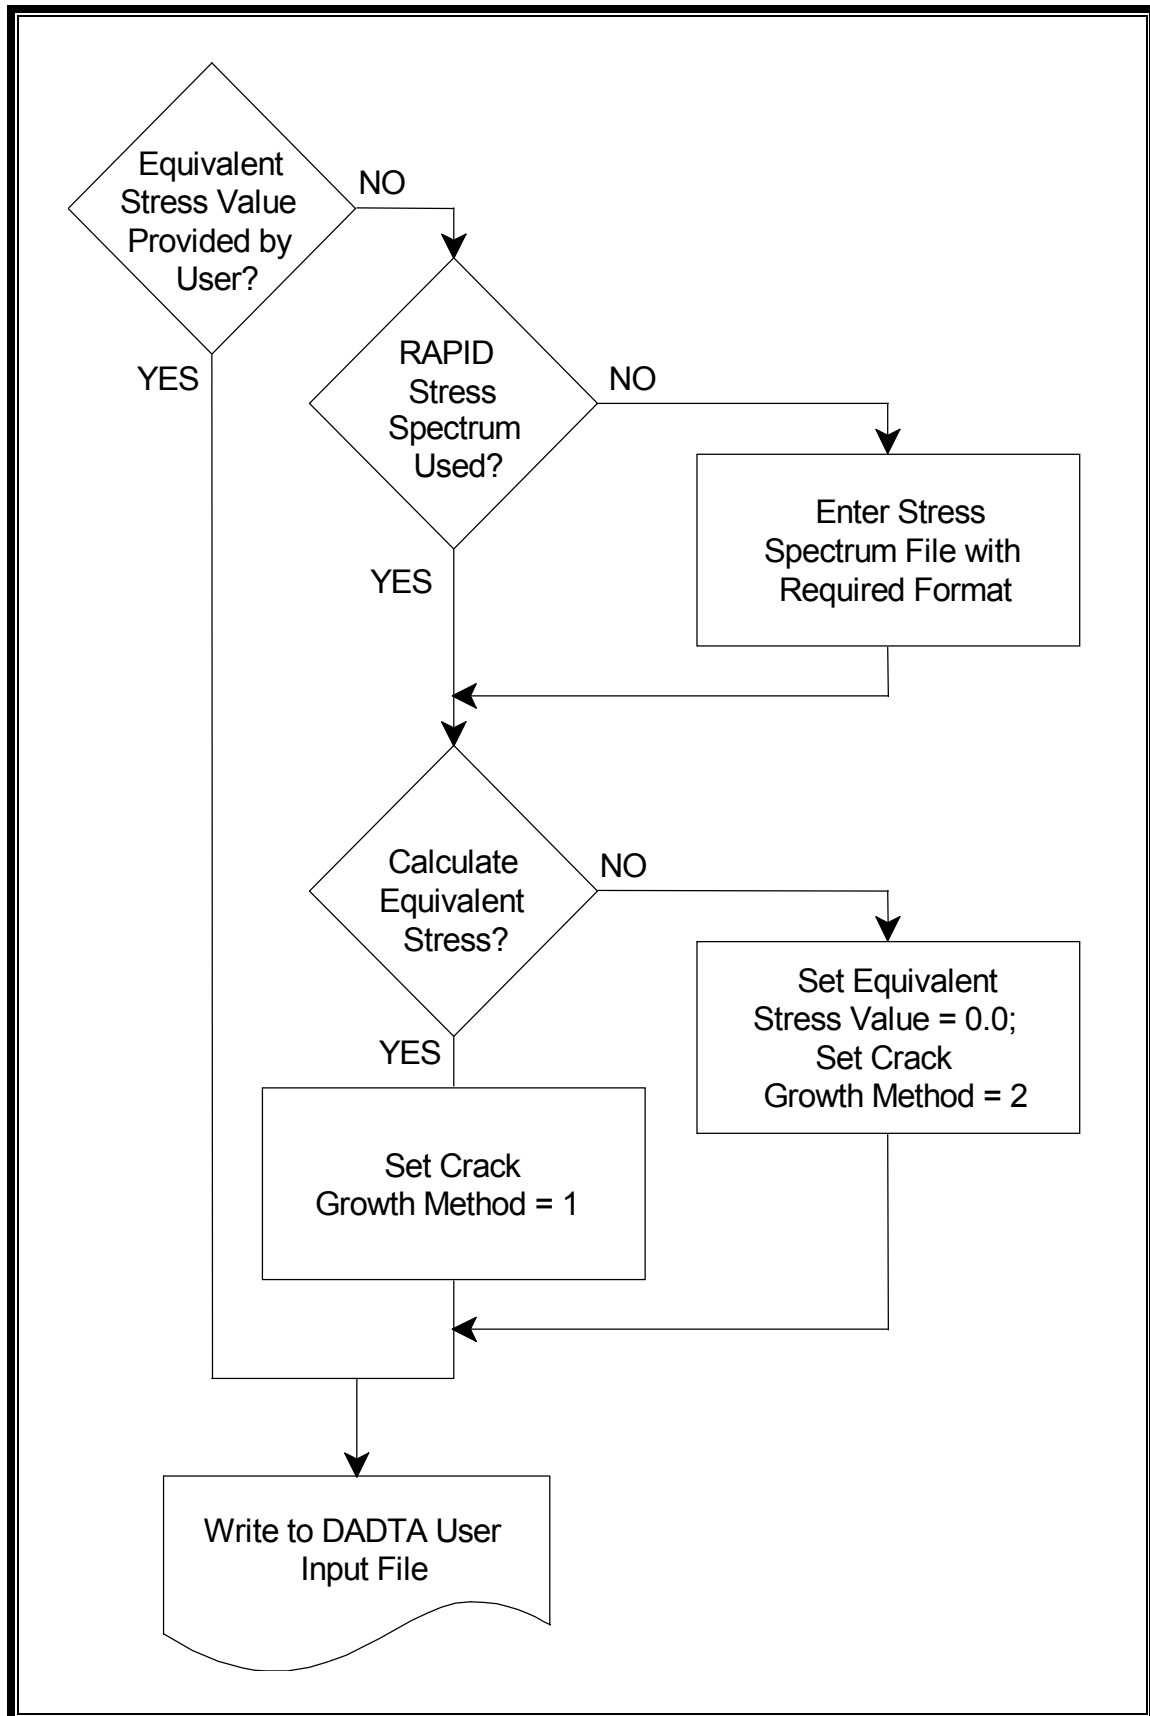 Equivalent
Stress Value
Provided by
User?
NO
YES
RAPID
Stress
Spectrum
Used?
NO
YES
Enter Stress
Spectrum File with
Required Format
Calculate
Equivalent
Stress?
NO
YES
Set Equivalent
Stress Value = 0.0;
Set Crack
Growth Method = 2
Set Crack
Growth Method = 1
Write to DADTA User
Input File